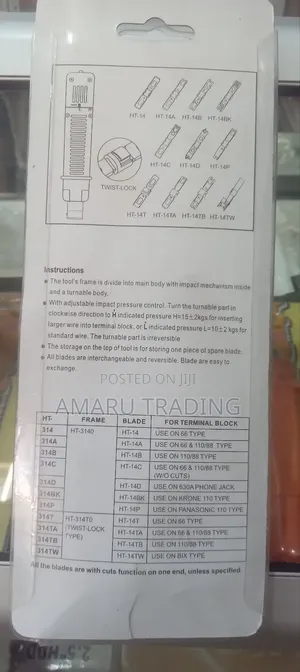 HT-14 HT-14A HT-14B HT-14BK
HT-14C HT-14D HT-14P
TWIST-LOCK
HT-14T HT-14TA HT-14TB HT-14TW
Instructions
The tool's frame is divide into main body with impact mechanism inside
and a turnable body.
With adjustable impact pressure control. Turn the turnable part in
clockwise direction to H indicated pressure H=15±2kgs for inserting
larger wire into terminal block, or L indicated pressure L=10±2 kgs for
standard wire. The turnable part is irreversible
The storage on the top of tool is for storing one piece of spare blade.
All blades are interchangeable and reversible. Blade are easy to
exchange.
POSTED ON JIJI
AMARU TRADING
HT- FRAME BLADE FOR TERMINAL BLOCK
314 HT-3140 HT-14 USE ON 66 TYPE
314A HT-14A USE ON 66 & 110/88 TYPE
314B HT-14B USE ON 110/88 TYPE
314C HT-14C USE ON 66 & 110/88 TYPE
(W/O CUTS)
314D HT-14D USE ON 630A PHONE JACK
314BK HT-14BK USE ON KRONE 110 TYPE
314P HT-14P USE ON PANASONIC 110 TYPE
314T HT-314T0 HT-14T USE ON 66 TYPE
314TA (TWIST-LOCK HT-14TA USE ON 66 & 110/88 TYPE
314TB TYPE) HT-14TB USE ON 110/88 TYPE
314TW HT-14TW USE ON BIX TYPE
All the blades are with cuts function on one end, unless specified
2.5" HDD